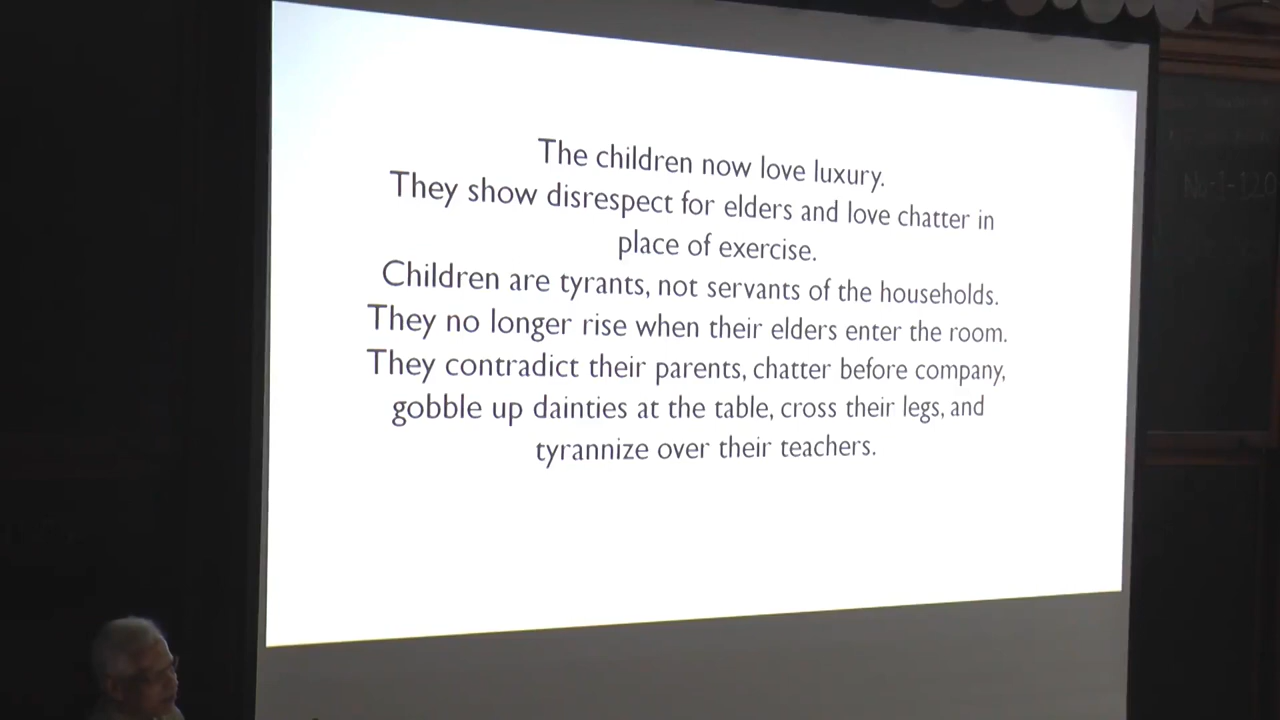 The children now love luxury.
They show disrespect for elders and love chatter in
place of exercise.
Children are tyrants, not servants of the households.
They no longer rise when their elders enter the room.
They contradict their parents, chatter before company,
gobble up dainties at the table, cross their legs, and
tyrannize over their teachers.